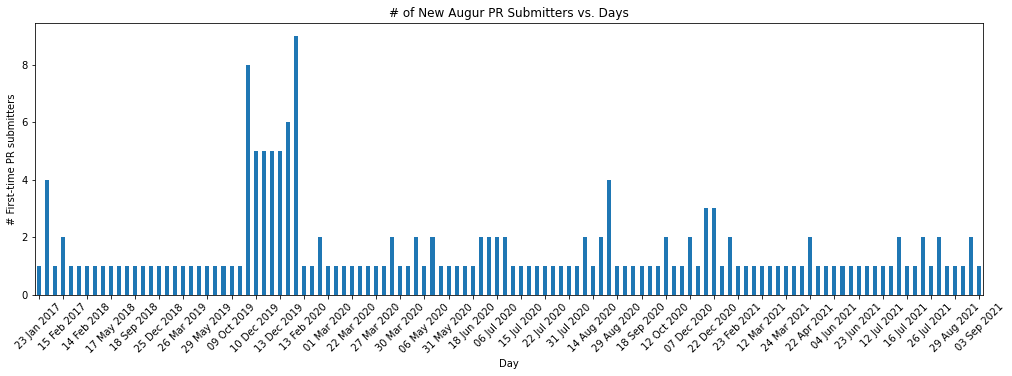 # of New Augur PR Submitters vs. Days
# First-time PR submitters
8
6
4
2
0
23 Jan 2017
15 Feb 2017
14 Feb 2018
17 May 2018
18 Sep 2018
25 Dec 2018
26 Mar 2019
29 May 2019
09 Oct 2019
10 Dec 2019
13 Dec 2019
13 Feb 2020
01 Mar 2020
22 Mar 2020
27 Mar 2020
30 Mar 2020
06 May 2020
31 May 2020
18 Jun 2020
06 Jul 2020
15 Jul 2020
22 Jul 2020
31 Jul 2020
14 Aug 2020
29 Aug 2020
18 Sep 2020
12 Oct 2020
07 Dec 2020
22 Dec 2020
23 Feb 2021
12 Mar 2021
24 Mar 2021
22 Apr 2021
04 Jun 2021
23 Jun 2021
12 Jul 2021
16 Jul 2021
26 Jul 2021
29 Aug 2021
03 Sep 2021
Day